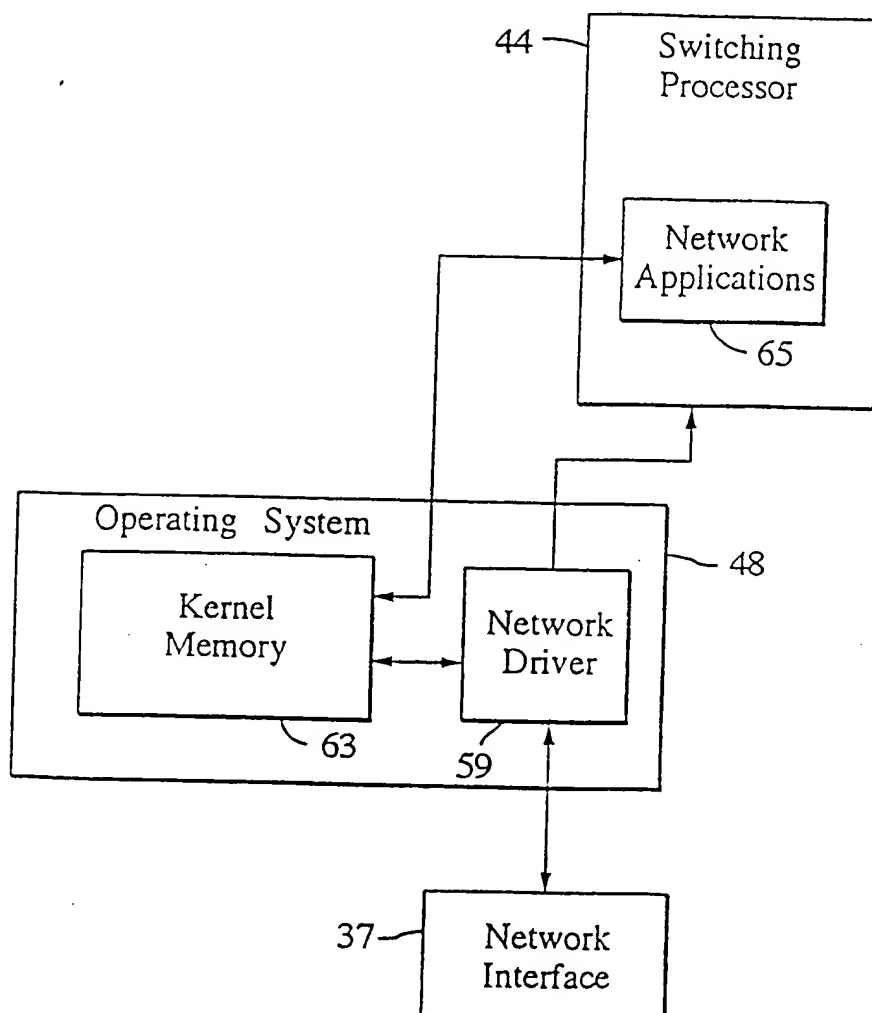 44
Switching
Processor
Network
Applications
65
Operating System
48
Kernel
Memory
63
Network
Driver
59
37
Network
Interface